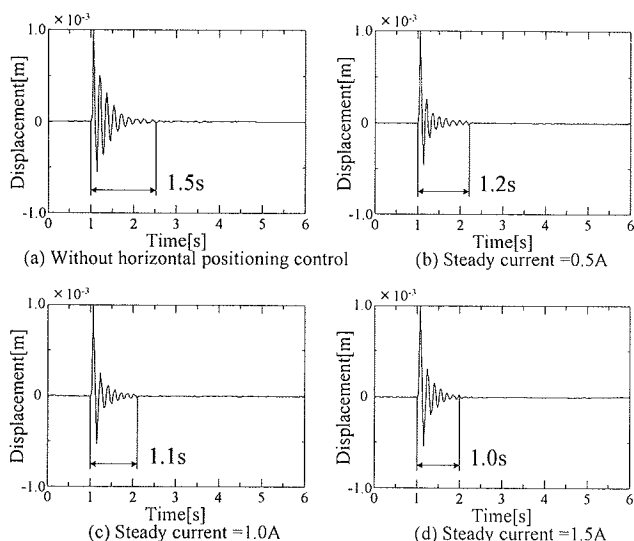 × 10⁻³
1.0
Displacement[m]
0
1.5s
-1.0
0 1 2 3 4 5 6
Time[s]
(a) Without horizontal positioning control
× 10⁻³
1.0
Displacement[m]
0
1.2s
-1.0
0 1 2 3 4 5 6
Time[s]
(b) Steady current =0.5A
× 10⁻³
1.0
Displacement[m]
0
1.1s
-1.0
0 1 2 3 4 5 6
Time[s]
(c) Steady current =1.0A
× 10⁻³
1.0
Displacement[m]
0
1.0s
-1.0
0 1 2 3 4 5 6
Time[s]
(d) Steady current =1.5A